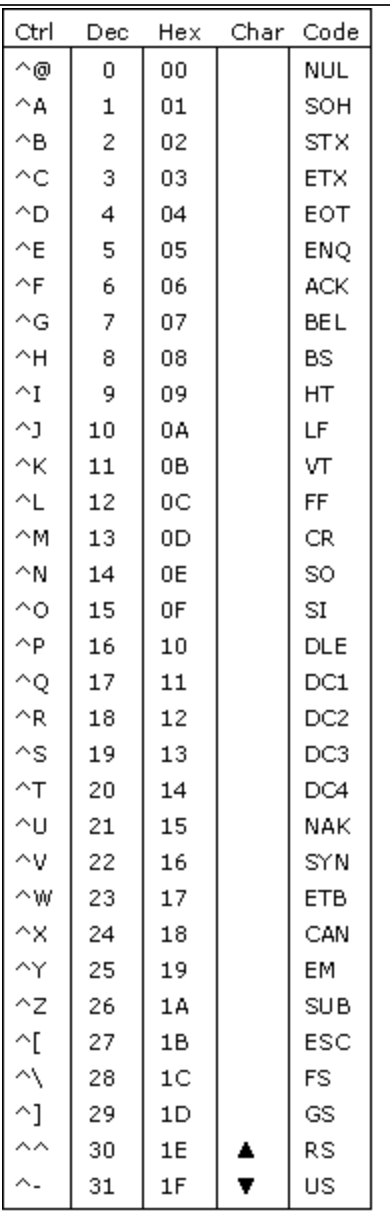 Ctrl Dec Hex Char Code
^@ 0 00 NUL
^A 1 01 SOH
^B 2 02 STX
^C 3 03 ETX
^D 4 04 EOT
^E 5 05 ENQ
^F 6 06 ACK
^G 7 07 BEL
^H 8 08 BS
^I 9 09 HT
^J 10 0A LF
^K 11 0B VT
^L 12 0C FF
^M 13 0D CR
^N 14 0E SO
^O 15 0F SI
^P 16 10 DLE
^Q 17 11 DC1
^R 18 12 DC2
^S 19 13 DC3
^T 20 14 DC4
^U 21 15 NAK
^V 22 16 SYN
^W 23 17 ETB
^X 24 18 CAN
^Y 25 19 EM
^Z 26 1A SUB
^[ 27 1B ESC
^\ 28 1C FS
^] 29 1D GS
^^ 30 1E ▲ RS
^- 31 1F ▼ US